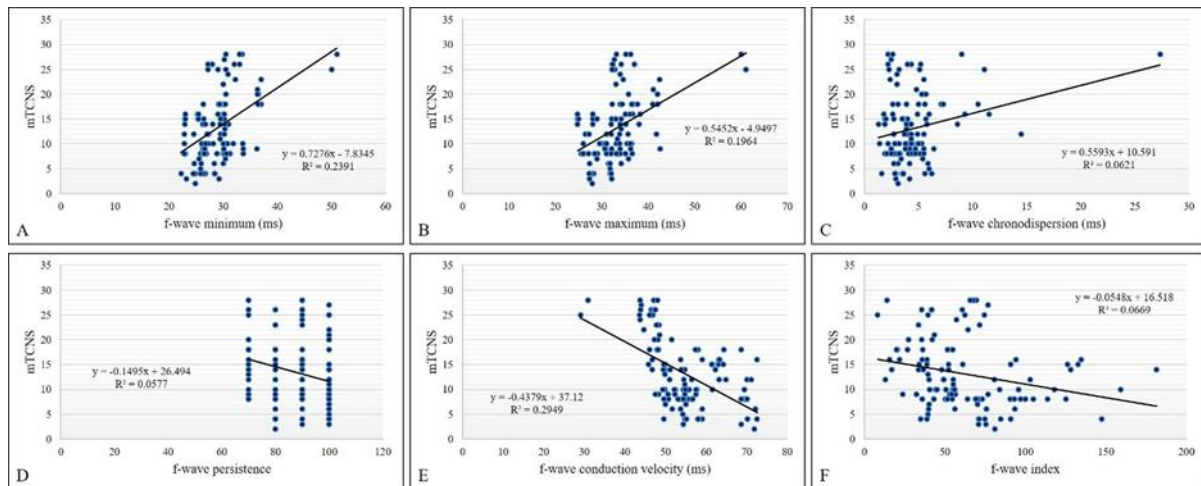 35
30
25
20
15
10
5
0
mTCNS
y = 0.7276x - 7.8345
R² = 0.2391
0 10 20 30 40 50 60
f-wave minimum (ms)
A
35
30
25
20
15
10
5
0
mTCNS
y = 0.5452x - 4.9497
R² = 0.1964
0 10 20 30 40 50 60 70
f-wave maximum (ms)
B
35
30
25
20
15
10
5
0
mTCNS
y = 0.5593x + 10.591
R² = 0.0621
0 5 10 15 20 25 30
f-wave chronodispersion (ms)
C
35
30
25
20
15
10
5
0
mTCNS
y = -0.1495x + 26.494
R² = 0.0577
0 20 40 60 80 100 120
f-wave persistence
D
35
30
25
20
15
10
5
0
mTCNS
y = -0.4379x + 37.12
R² = 0.2949
0 10 20 30 40 50 60 70 80
f-wave conduction velocity (ms)
E
35
30
25
20
15
10
5
0
mTCNS
y = -0.0548x + 16.518
R² = 0.0669
0 50 100 150 200
f-wave index
F